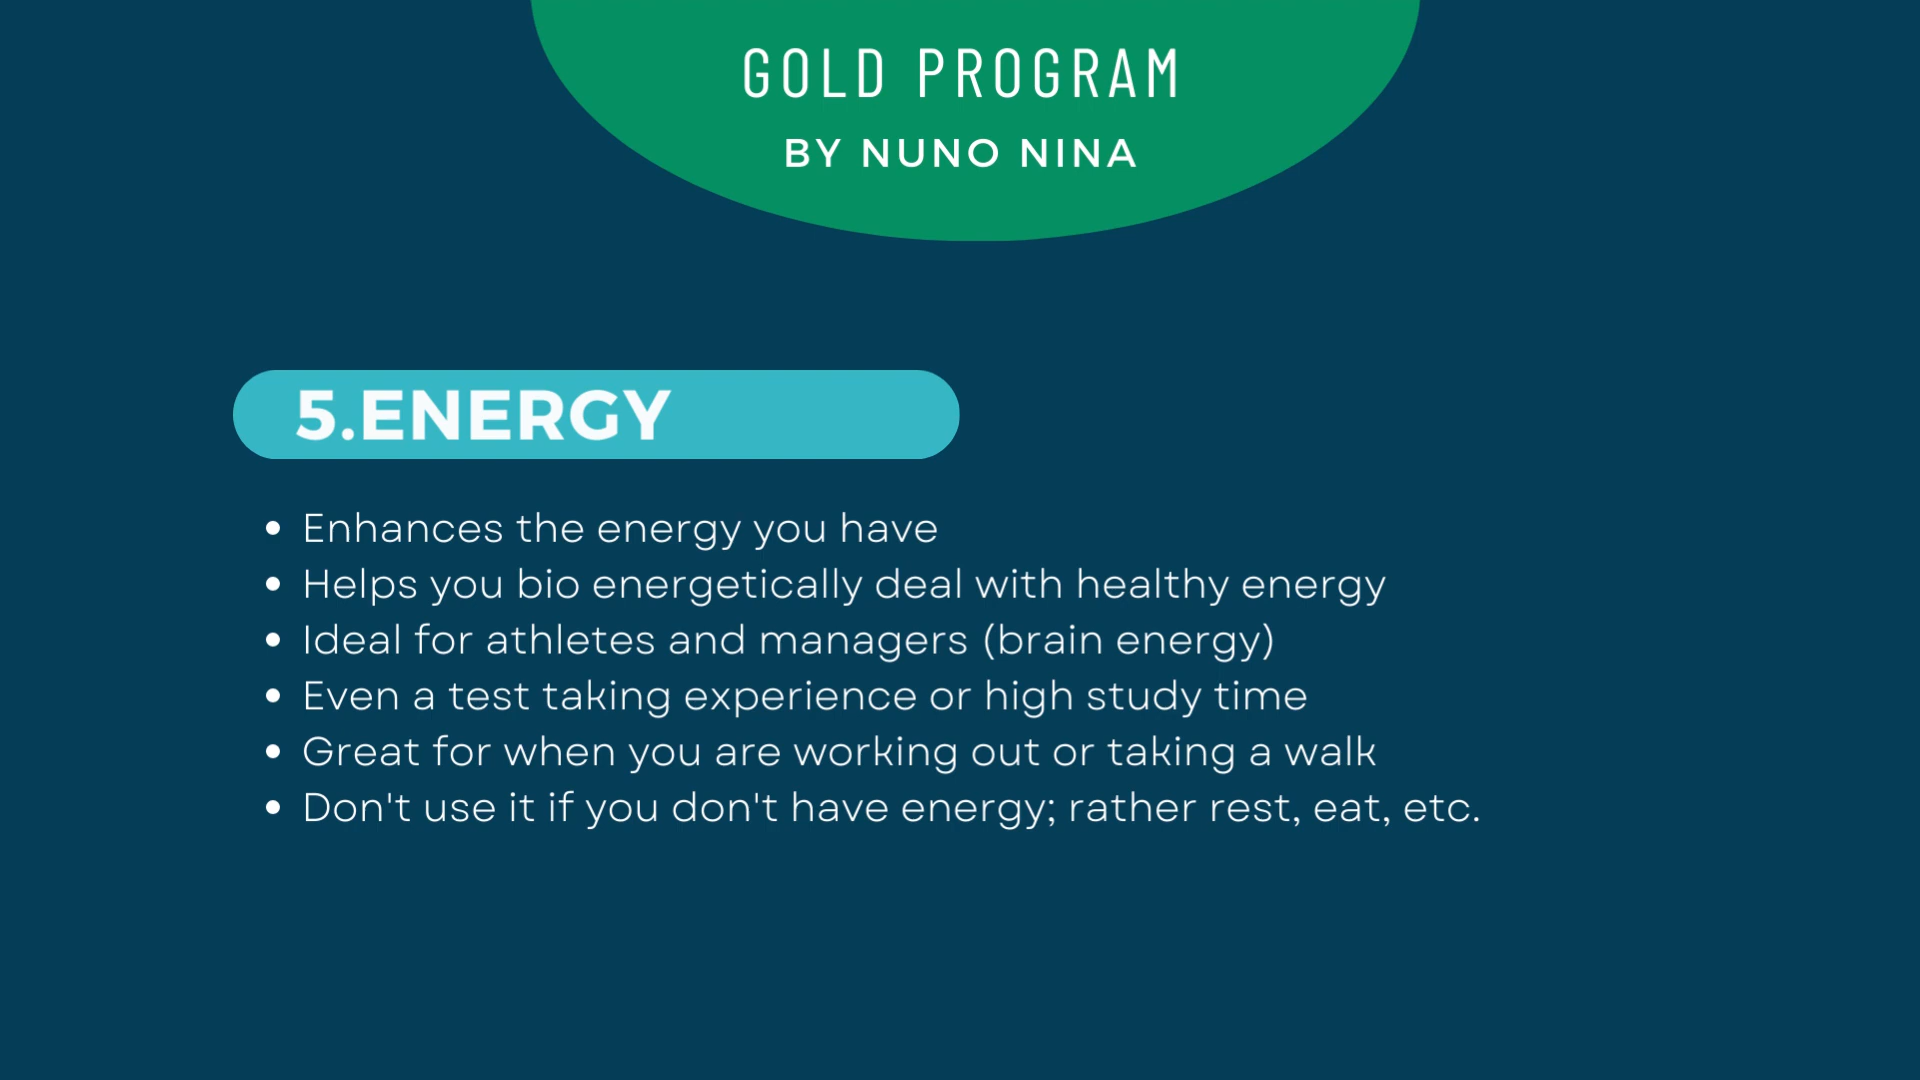 GOLD PROGRAM
BY NUNO NINA
5.ENERGY
• Enhances the energy you have
• Helps you bio energetically deal with healthy energy
• Ideal for athletes and managers (brain energy)
• Even a test taking experience or high study time
• Great for when you are working out or taking a walk
• Don't use it if you don't have energy; rather rest, eat, etc.